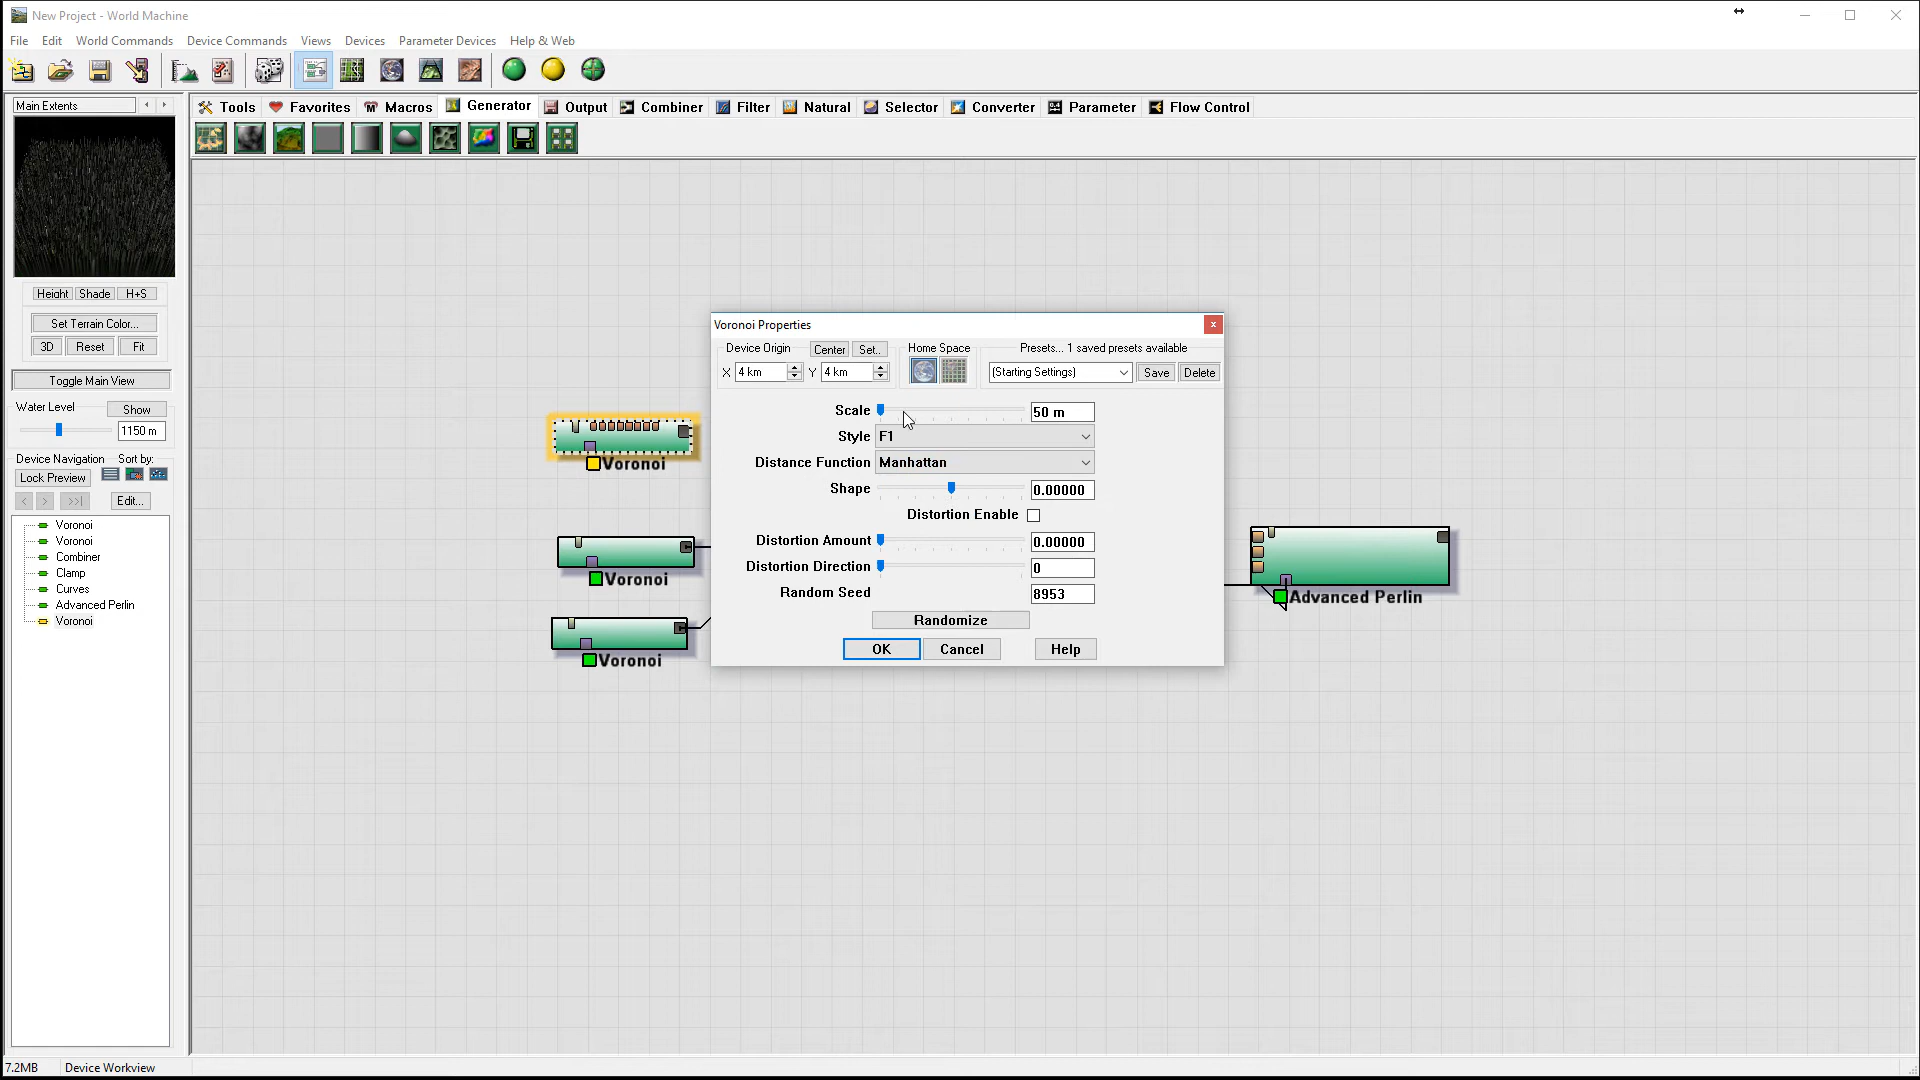 New Project - World Machine
File Edit World Commands Device Commands Views Devices Parameter Devices Help & Web
Main Extents
Tools Favorites Macros Generator Output Combiner Filter Natural Selector Converter Parameter Flow Control
Height Shade H+S
Set Terrain Color...
3D Reset Fit
Toggle Main View
Water Level Show
1150 m
Device Navigation Sort by:
Lock Preview
< > >>| Edit...
Voronoi
Voronoi
Combiner
Clamp
Curves
Advanced Perlin
Voronoi
Voronoi
Voronoi
Voronoi
Advanced Perlin
Voronoi Properties x
Device Origin Center Set.. Home Space Presets... 1 saved presets available
X 4 km Y 4 km (Starting Settings) Save Delete
Scale 50 m
Style F1
Distance Function Manhattan
Shape 0.00000
Distortion Enable
Distortion Amount 0.00000
Distortion Direction 0
Random Seed 8953
Randomize
OK Cancel Help
7.2MB Device Workview